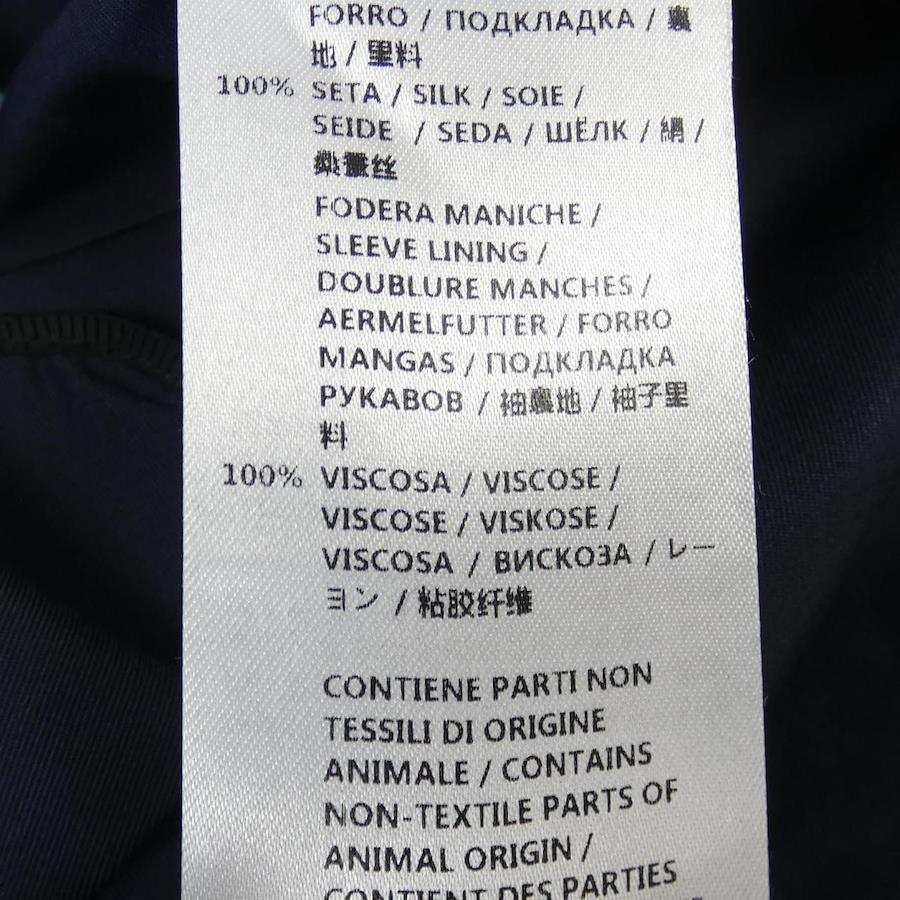 FORRO / ПОДКЛАДКА / 裏
地 / 里料
100% SETA / SILK / SOIE /
SEIDE / SEDA / ШЁЛК / 絹 /
桑蚕丝
FODERA MANICHE /
SLEEVE LINING /
DOUBLURE MANCHES /
AERMELFUTTER / FORRO
MANGAS / ПОДКЛАДКА
РУКАВОВ / 袖裏地 / 袖子里
料
100% VISCOSA / VISCOSE /
VISCOSE / VISKOSE /
VISCOSA / ВИСКОЗА / レー
ヨン / 粘胶纤维
CONTIENE PARTI NON
TESSILI DI ORIGINE
ANIMALE / CONTAINS
NON-TEXTILE PARTS OF
ANIMAL ORIGIN /
CONTIENT DES PARTIES